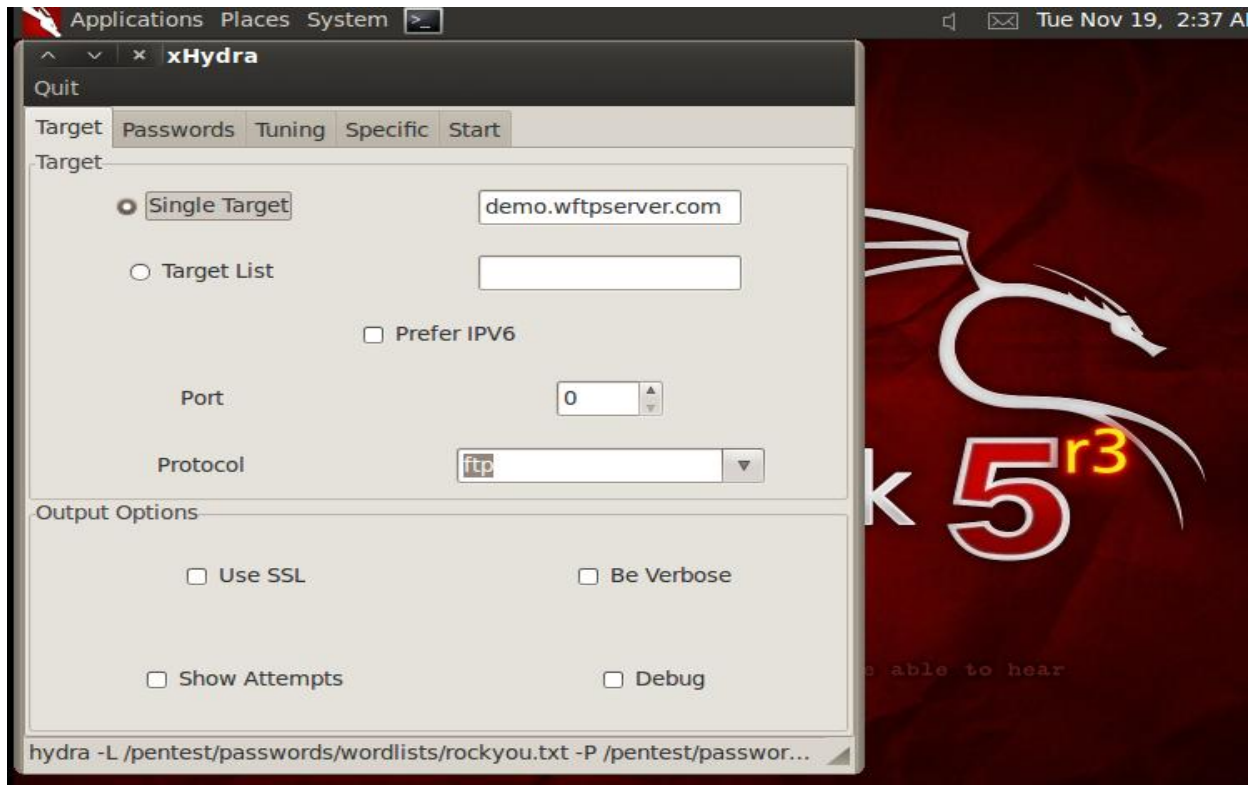 Applications Places System
Tue Nov 19, 2:37 A
xHydra
Quit
Target Passwords Tuning Specific Start
Target
Single Target demo.wftpserver.com
Target List
Prefer IPV6
Port 0
Protocol ftp
Output Options
Use SSL Be Verbose
Show Attempts Debug
hydra -L /pentest/passwords/wordlists/rockyou.txt -P /pentest/passwor...
k 5 r3
able to hear